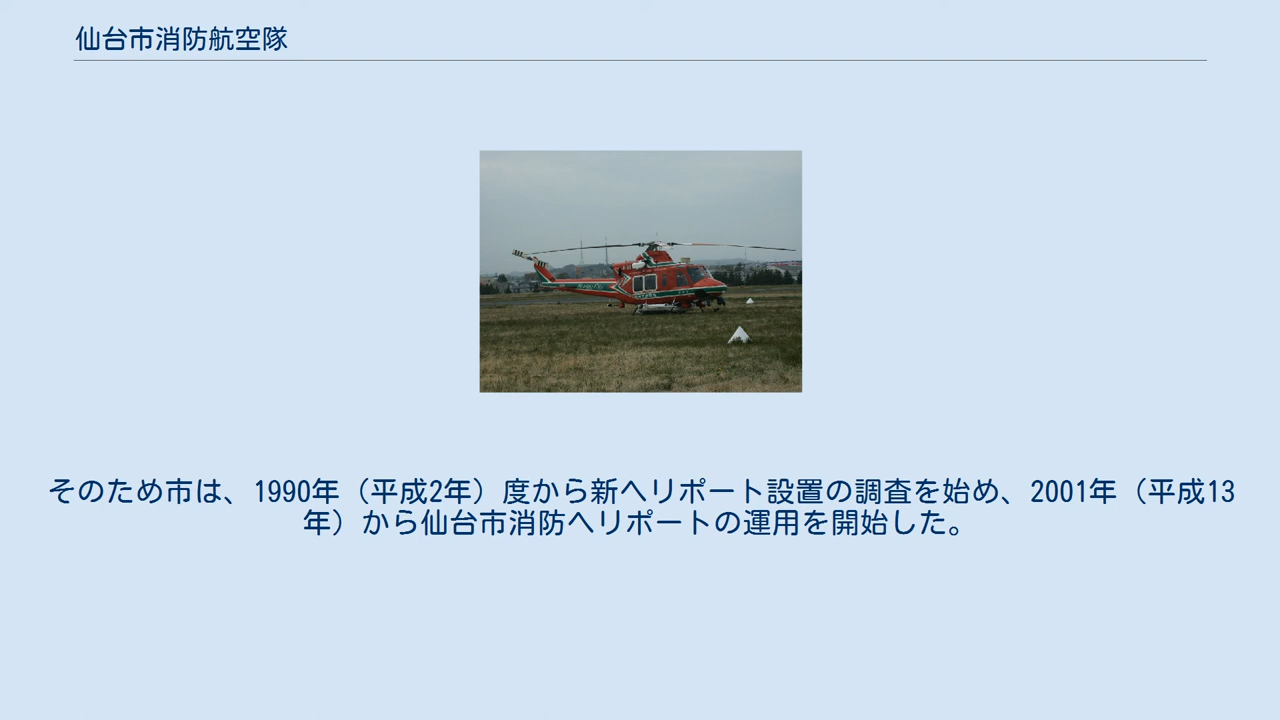 仙台市消防航空隊
そのため市は、1990年（平成2年）度から新ヘリポート設置の調査を始め、2001年（平成13
年）から仙台市消防ヘリポートの運用を開始した。